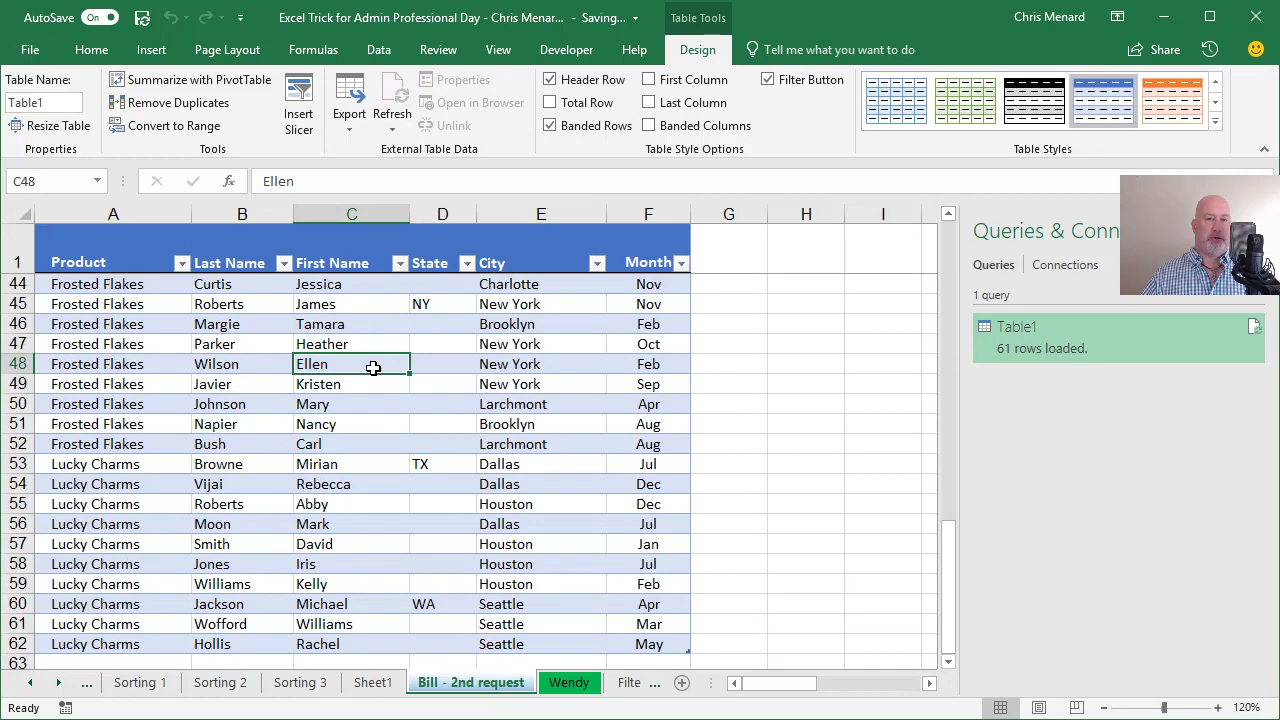 AutoSave On Excel Trick for Admin Professional Day - Chris Menar... - Saving... Table Tools Chris Menard
File Home Insert Page Layout Formulas Data Review View Developer Help Design Tell me what you want to do Share
Table Name:
Table1
Resize Table
Properties
Summarize with PivotTable
Remove Duplicates
Convert to Range
Insert
Slicer
Tools
Export
Refresh
Properties
Open in Browser
Unlink
External Table Data
Header Row First Column Filter Button
Total Row Last Column
Banded Rows Banded Columns
Table Style Options
Table Styles
C48 fx Ellen
A B C D E F G H I
1 Product Last Name First Name State City Month
44 Frosted Flakes Curtis Jessica Charlotte Nov
45 Frosted Flakes Roberts James NY New York Nov
46 Frosted Flakes Margie Tamara Brooklyn Feb
47 Frosted Flakes Parker Heather New York Oct
48 Frosted Flakes Wilson Ellen New York Feb
49 Frosted Flakes Javier Kristen New York Sep
50 Frosted Flakes Johnson Mary Larchmont Apr
51 Frosted Flakes Napier Nancy Brooklyn Aug
52 Frosted Flakes Bush Carl Larchmont Aug
53 Lucky Charms Browne Mirian TX Dallas Jul
54 Lucky Charms Vijai Rebecca Dallas Dec
55 Lucky Charms Roberts Abby Houston Dec
56 Lucky Charms Moon Mark Dallas Jul
57 Lucky Charms Smith David Houston Jan
58 Lucky Charms Jones Iris Houston Jul
59 Lucky Charms Williams Kelly Houston Feb
60 Lucky Charms Jackson Michael WA Seattle Apr
61 Lucky Charms Wofford Williams Seattle Mar
62 Lucky Charms Hollis Rachel Seattle May
63
Queries & Conn
Queries Connections
1 query
Table1
61 rows loaded.
... Sorting 1 Sorting 2 Sorting 3 Sheet1 Bill - 2nd request Wendy Filte ...
Ready 120%